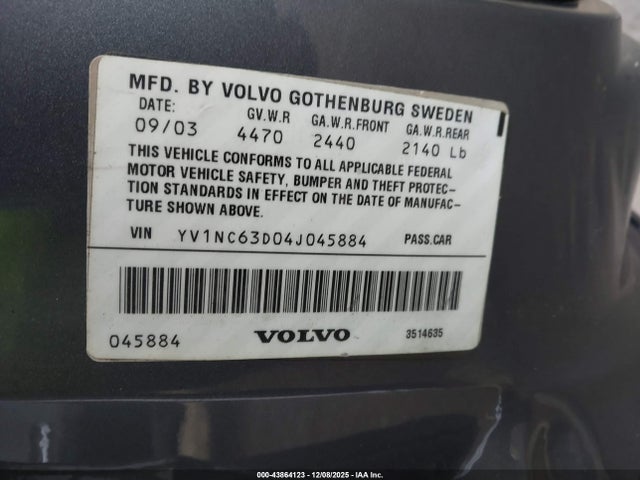 MFD. BY VOLVO GOTHENBURG SWEDEN
DATE: GV.W.R GA.W.R.FRONT GA.W.R.REAR
09/03 4470 2440 2140 Lb
THIS VEHICLE CONFORMS TO ALL APPLICABLE FEDERAL
MOTOR VEHICLE SAFETY, BUMPER AND THEFT PROTEC-
TION STANDARDS IN EFFECT ON THE DATE OF MANUFAC-
TURE SHOWN ABOVE.
VIN YV1NC63D04J045884 PASS.CAR
045884 VOLVO 3514635
000-43864123 - 12/08/2025 - IAA Inc.